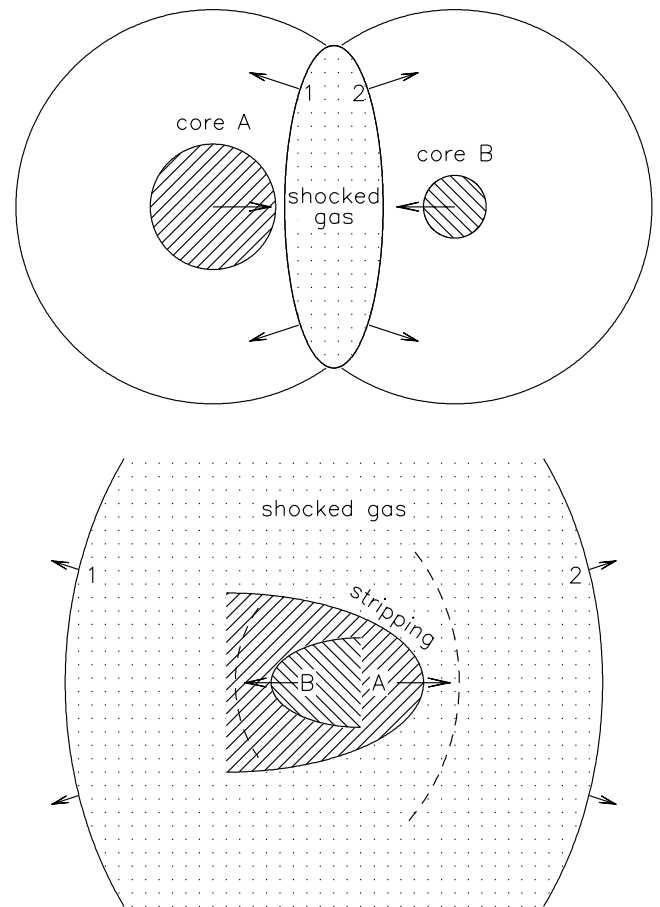 1
2
core A
core B
shocked
gas
shocked gas
1
2
stripping
B
A